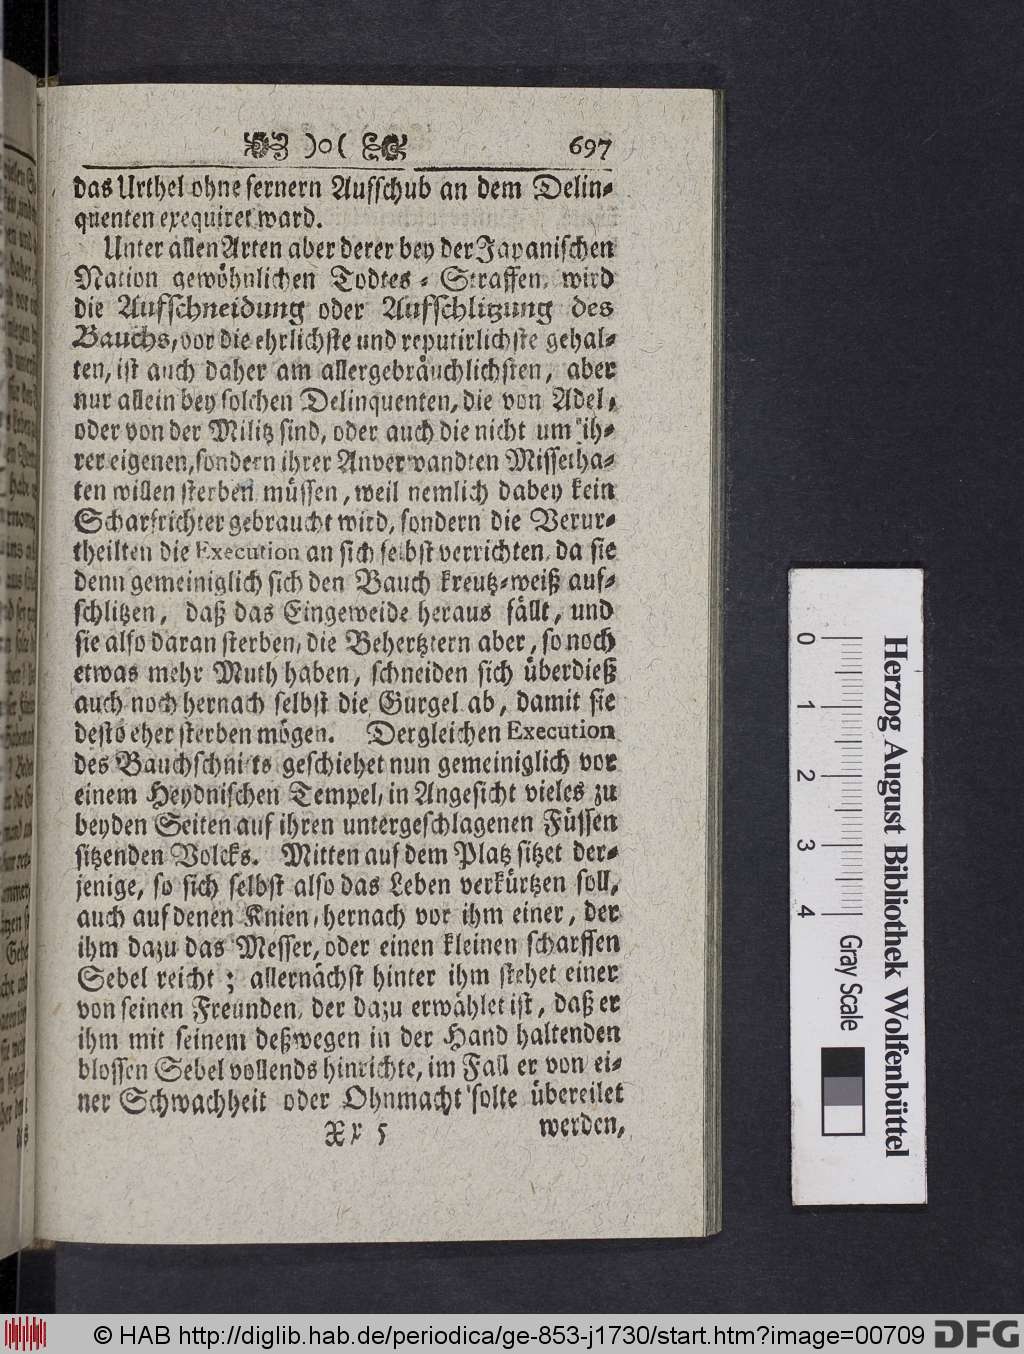 )o( 697
das Urthel ohne fernern Aufschub an dem Delin-
quenten exequiret ward.
Unter allen Arten aber derer bey der Japanischen
Nation gewöhnlichen Todtes-Straffen, wird
die Aufschneidung oder Aufschlitzung des
Bauchs, vor die ehrlichste und reputirlichste gehal-
ten, ist auch daher am allergebräuchlichsten, aber
nur allein bey solchen Delinquenten, die von Adel,
oder von der Militz sind, oder auch die nicht um ih-
rer eigenen, sondern ihrer Anverwandten Missetha-
ten willen sterben müssen, weil nemlich dabey kein
Scharfrichter gebraucht wird, sondern die Verur-
theilten die Execution an sich selbst verrichten, da sie
denn gemeiniglich sich den Bauch kreutz-weiß auf-
schlitzen, daß das Eingeweide heraus fällt, und
sie also daran sterben, die Behertztern aber, so noch
etwas mehr Muth haben, schneiden sich überdieß
auch noch hernach selbst die Gurgel ab, damit sie
desto eher sterben mögen. Dergleichen Execution
des Bauchschnitts geschiehet nun gemeiniglich vor
einem Heydnischen Tempel, in Angesicht vieles zu
beyden Seiten auf ihren untergeschlagenen Füssen
sitzenden Volcks. Mitten auf dem Platz sitzet der-
jenige, so sich selbst also das Leben verkürtzen soll,
auch auf denen Knien, hernach vor ihm einer, der
ihm dazu das Messer, oder einen kleinen scharffen
Sebel reicht; allernächst hinter ihm stehet einer
von seinen Freunden, der dazu erwählet ist, daß er
ihm mit seinem deßwegen in der Hand haltenden
blossen Sebel vollends hinrichte, im Fall er von ei-
ner Schwachheit oder Ohnmacht solte übereilet
Xx 5 werden,
Herzog August Bibliothek Wolfenbüttel
0 1 2 3 4 Gray Scale
© HAB http://diglib.hab.de/periodica/ge-853-j1730/start.htm?image=00709 DFG